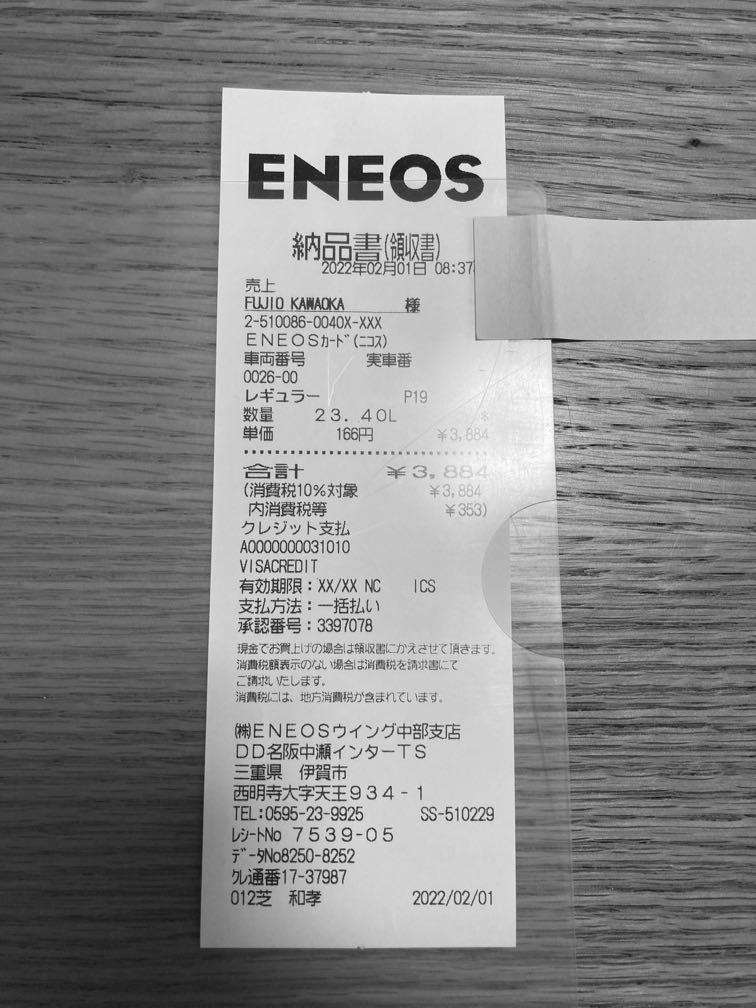 ENEOS
納品書(領収書)
2022年02月01日 08:37
売上
FUJIO KAWAOKA 様
2-510086-0040X-XXX
ENEOSｶｰﾄﾞ(ﾆｺｽ)
車両番号 実車番
0026-00
レギュラー P19
数量 23.40L *
単価 166円 ¥3,884
合計 ¥3,884
(消費税10%対象 ¥3,884
内消費税等 ¥353)
クレジット支払
A0000000031010
VISACREDIT
有効期限:XX/XX NC ICS
支払方法:一括払い
承認番号:3397078
現金でお買上げの場合は領収書にかえさせて頂きます。
消費税額表示のない場合は消費税を請求書にて
ご請求いたします。
消費税には、地方消費税が含まれています。
㈱ENEOSウイング中部支店
DD名阪中瀬インターTS
三重県 伊賀市
西明寺大字天王934-1
TEL:0595-23-9925 SS-510229
ﾚｼｰﾄNo 7539-05
ﾃﾞｰﾀNo8250-8252
ｸﾚ通番17-37987
012芝 和孝 2022/02/01